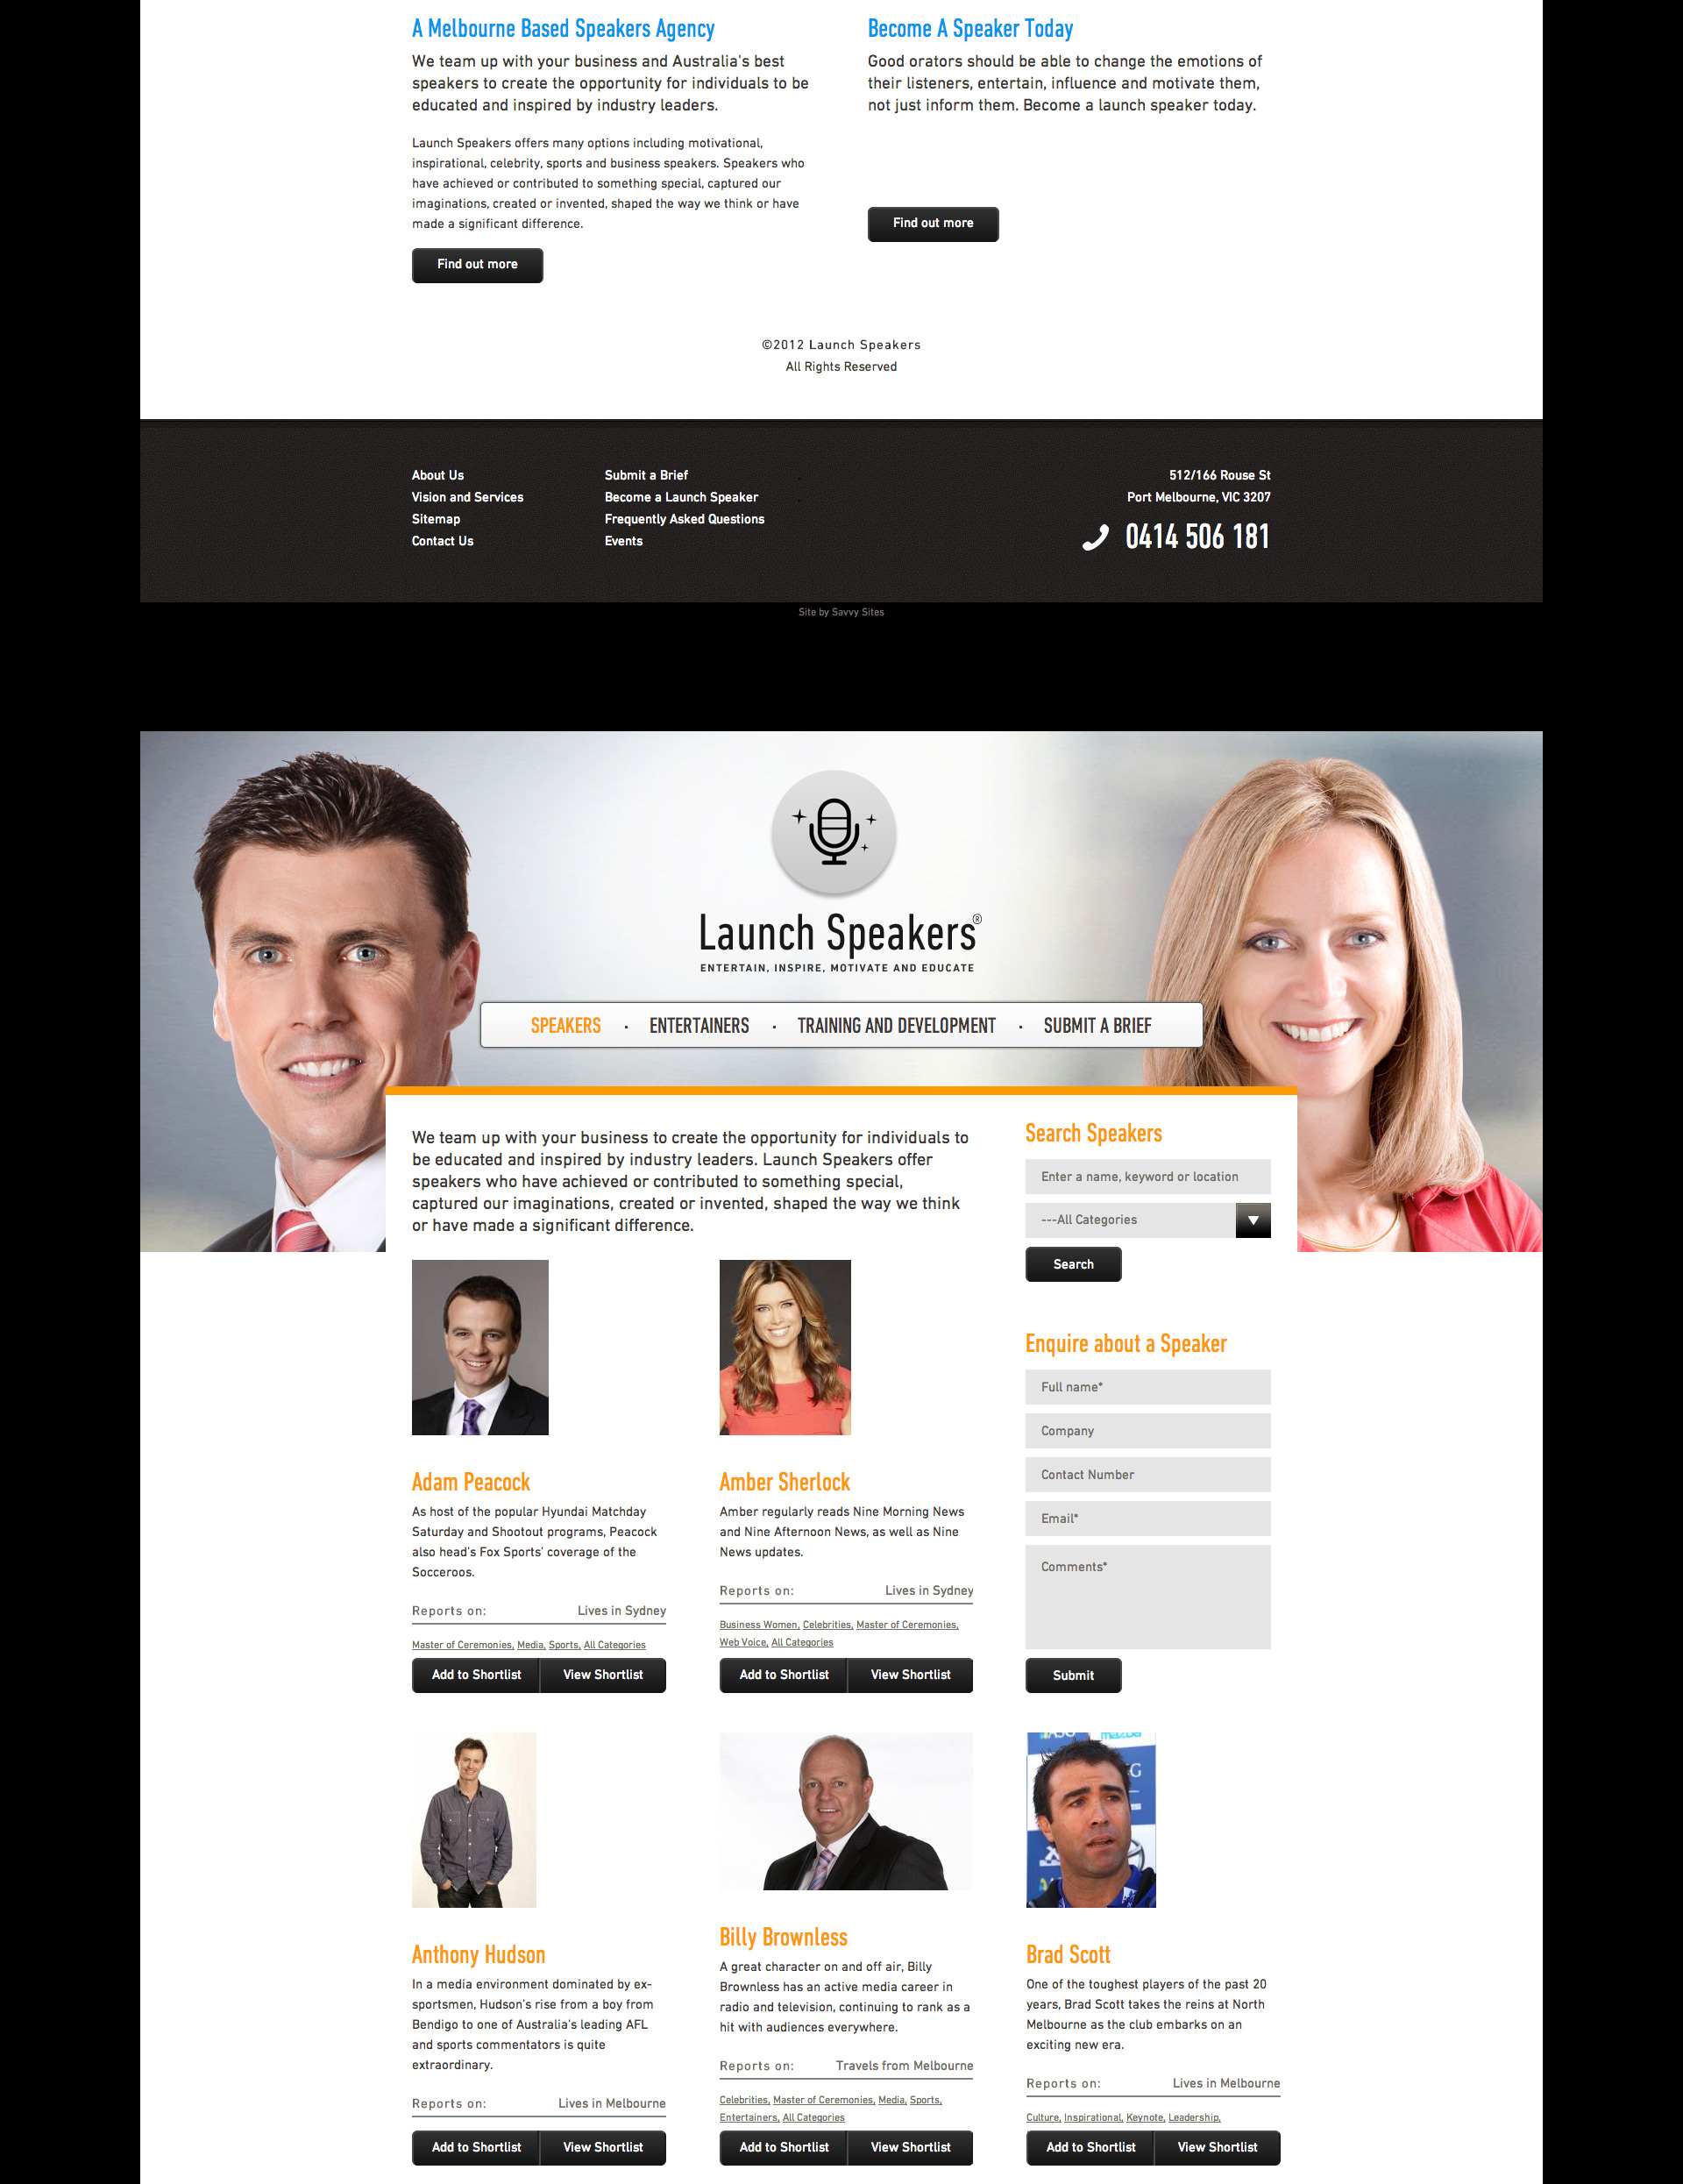 A Melbourne Based Speakers Agency
We team up with your business and Australia's best
speakers to create the opportunity for individuals to be
educated and inspired by industry leaders.
Launch Speakers offers many options including motivational,
inspirational, celebrity, sports and business speakers. Speakers who
have achieved or contributed to something special, captured our
imaginations, created or invented, shaped the way we think or have
made a significant difference.
Find out more
Become A Speaker Today
Good orators should be able to change the emotions of
their listeners, entertain, influence and motivate them,
not just inform them. Become a launch speaker today.
Find out more
©2012 Launch Speakers
All Rights Reserved
About Us
Vision and Services
Sitemap
Contact Us
Submit a Brief
Become a Launch Speaker
Frequently Asked Questions
Events
512/166 Rouse St
Port Melbourne, VIC 3207
0414 506 181
Site by Savvy Sites
Launch Speakers®
ENTERTAIN, INSPIRE, MOTIVATE AND EDUCATE
SPEAKERS · ENTERTAINERS · TRAINING AND DEVELOPMENT · SUBMIT A BRIEF
We team up with your business to create the opportunity for individuals to
be educated and inspired by industry leaders. Launch Speakers offer
speakers who have achieved or contributed to something special,
captured our imaginations, created or invented, shaped the way we think
or have made a significant difference.
Search Speakers
Enter a name, keyword or location
---All Categories
Search
Enquire about a Speaker
Full name*
Company
Contact Number
Email*
Comments*
Submit
Adam Peacock
As host of the popular Hyundai Matchday
Saturday and Shootout programs, Peacock
also head's Fox Sports' coverage of the
Socceroos.
Reports on: Lives in Sydney
Master of Ceremonies, Media, Sports, All Categories
Add to Shortlist View Shortlist
Amber Sherlock
Amber regularly reads Nine Morning News
and Nine Afternoon News, as well as Nine
News updates.
Reports on: Lives in Sydney
Business Women, Celebrities, Master of Ceremonies,
Web Voice, All Categories
Add to Shortlist View Shortlist
Anthony Hudson
In a media environment dominated by ex-
sportsmen, Hudson's rise from a boy from
Bendigo to one of Australia's leading AFL
and sports commentators is quite
extraordinary.
Reports on: Lives in Melbourne
Add to Shortlist View Shortlist
Billy Brownless
A great character on and off air, Billy
Brownless has an active media career in
radio and television, continuing to rank as a
hit with audiences everywhere.
Reports on: Travels from Melbourne
Celebrities, Master of Ceremonies, Media, Sports,
Entertainers, All Categories
Add to Shortlist View Shortlist
Brad Scott
One of the toughest players of the past 20
years, Brad Scott takes the reins at North
Melbourne as the club embarks on an
exciting new era.
Reports on: Lives in Melbourne
Culture, Inspirational, Keynote, Leadership,
Add to Shortlist View Shortlist